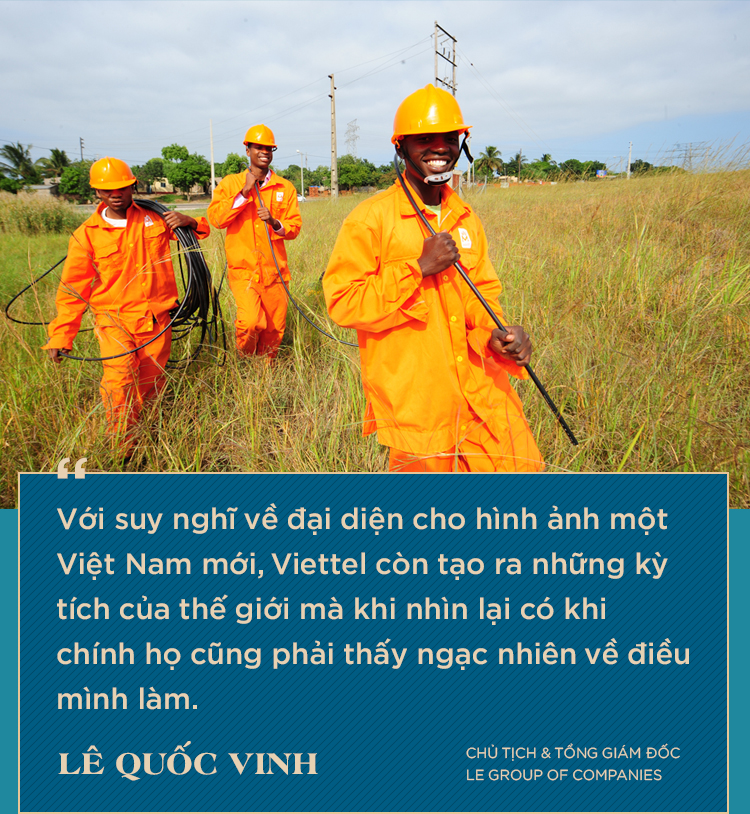 “
Với suy nghĩ về đại diện cho hình ảnh một
Việt Nam mới, Viettel còn tạo ra những kỳ
tích của thế giới mà khi nhìn lại có khi
chính họ cũng phải thấy ngạc nhiên về điều
mình làm.
LÊ QUỐC VINH
CHỦ TỊCH & TỔNG GIÁM ĐỐC
LE GROUP OF COMPANIES